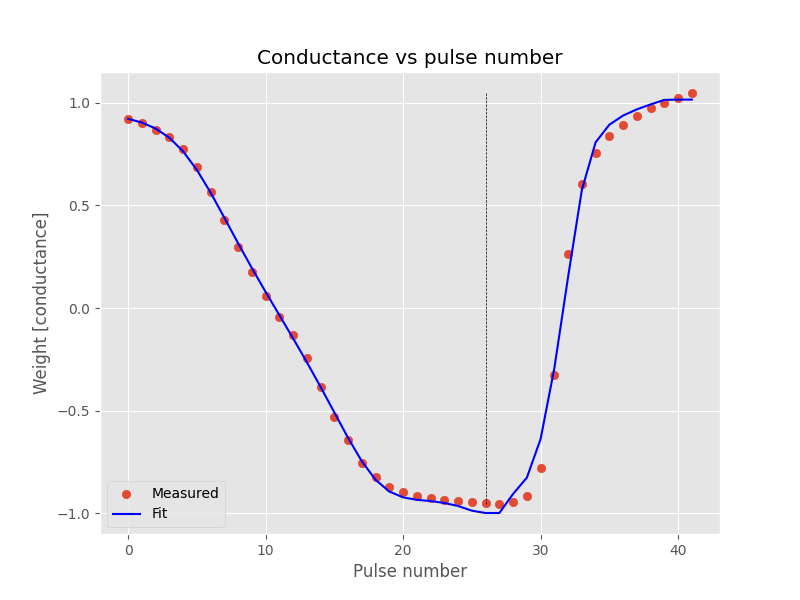 Conductance vs pulse number
1.0
0.5
0.0
−0.5
−1.0
Weight [conductance]
Measured
Fit
0 10 20 30 40
Pulse number